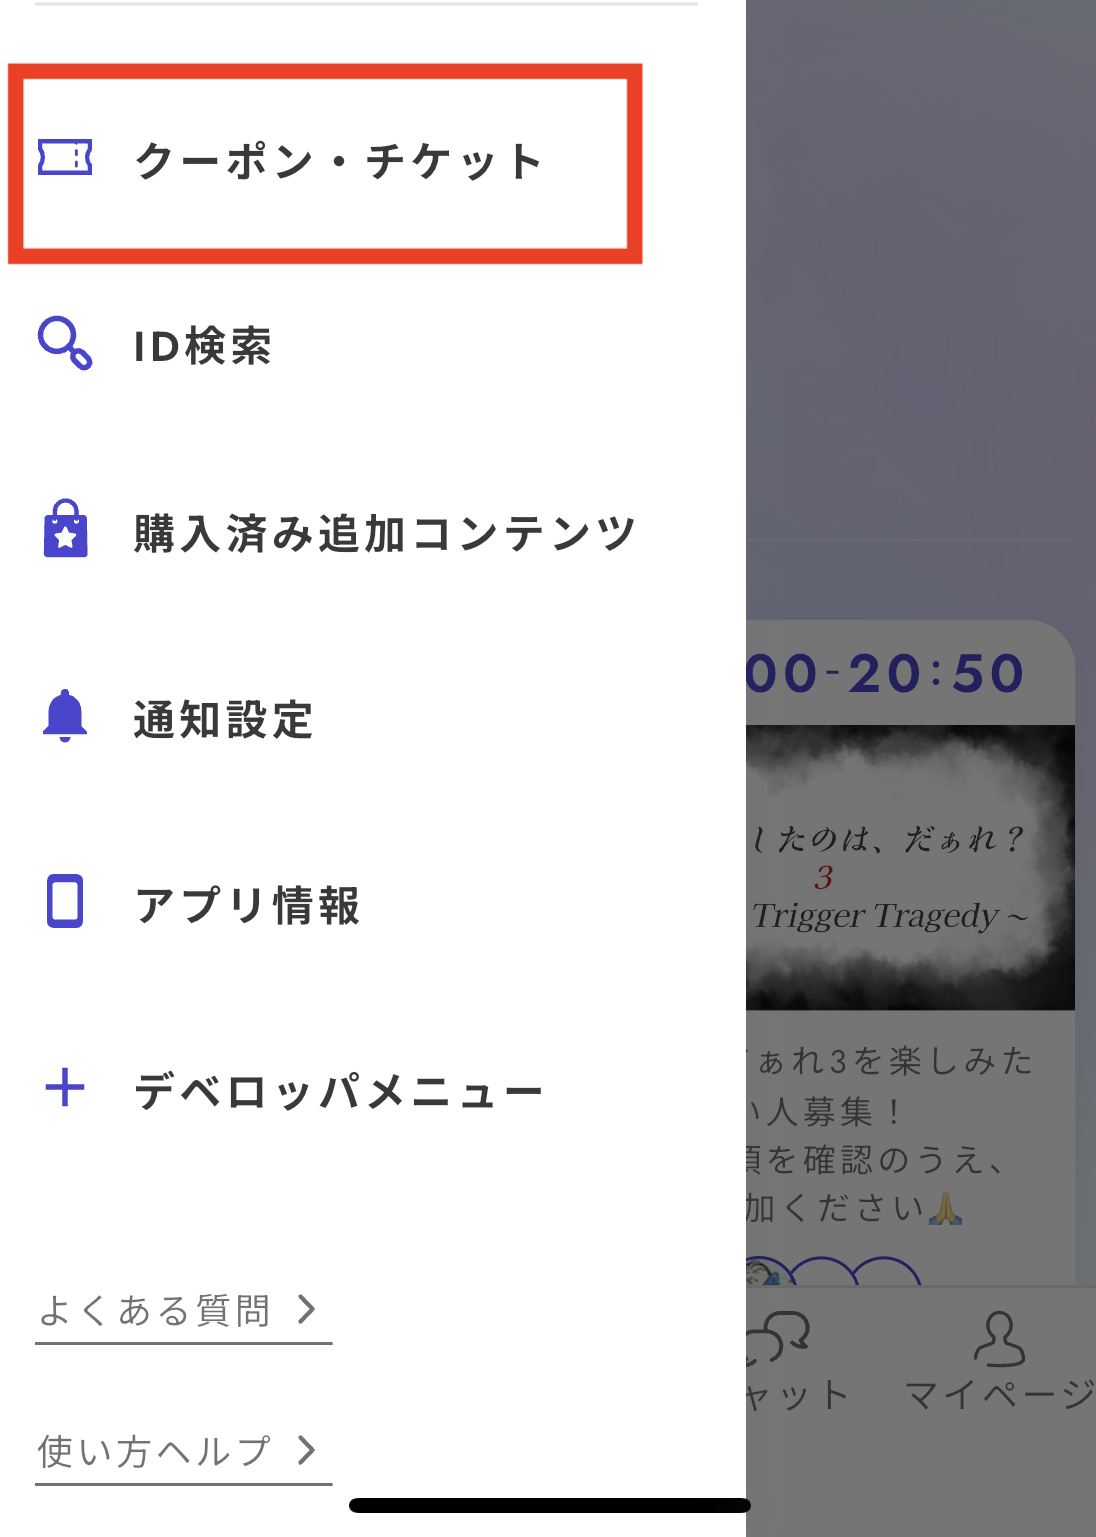 クーポン・チケット
ID検索
購入済み追加コンテンツ
通知設定
アプリ情報
デベロッパメニュー
よくある質問
使い方ヘルプ
00-20:50
したのは、だぁれ？
3
Trigger Tragedy ~
ぁれ3を楽しみた
い人募集！
を確認のうえ、
加ください🙏
ャット
マイページ